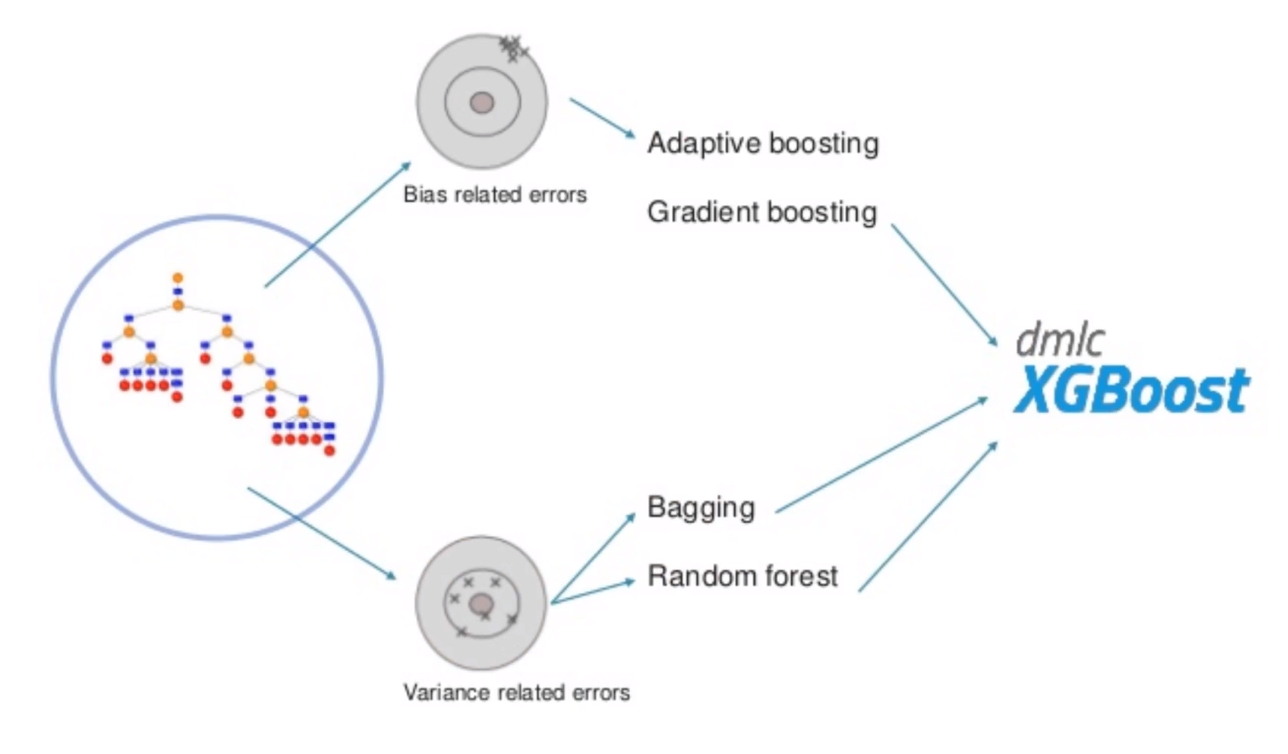 Adaptive boosting
Bias related errors
Gradient boosting
dmlc
XGBoost
Bagging
Random forest
Variance related errors